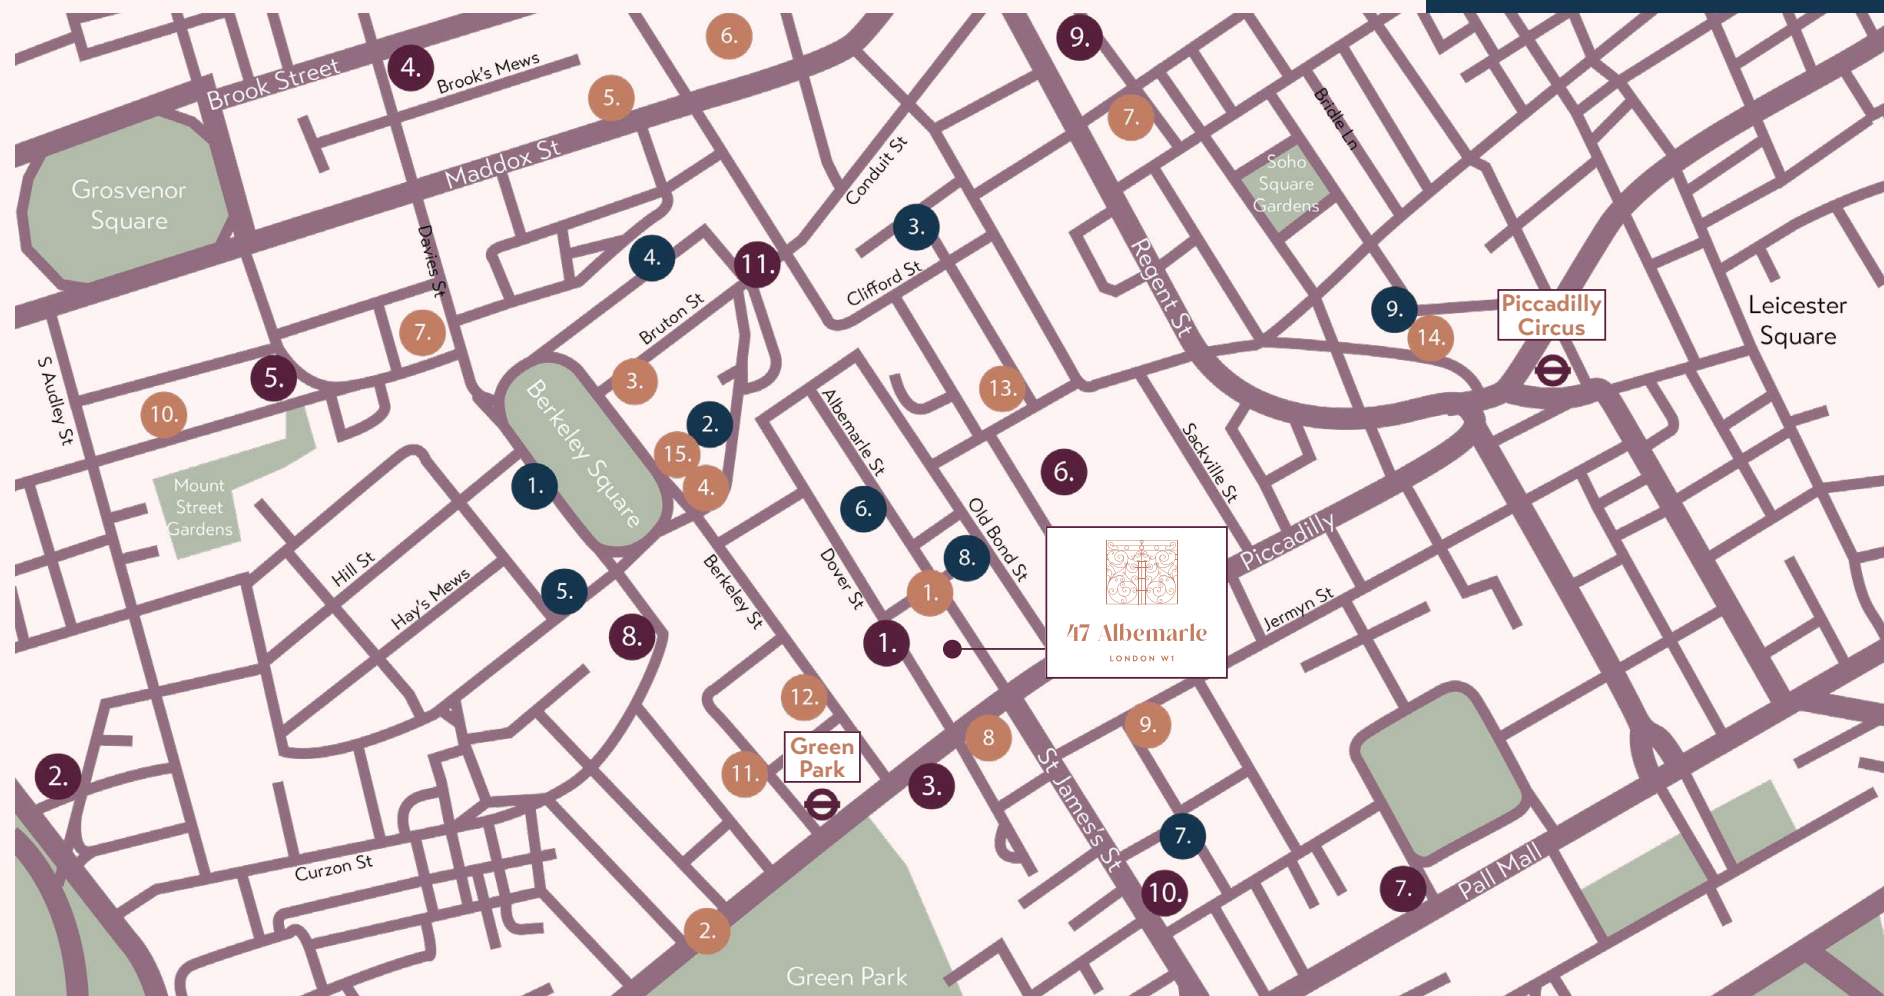 6.
9.
4.
Brook's Mews
Brook Street
5.
7.
Bridle Ln
Maddox St
Conduit St
Soho
Square
Gardens
Grosvenor
Square
3.
Davies St
4.
11.
Clifford St
Regent St
Bruton St
9.
Piccadilly
Circus
14.
Leicester
Square
7.
S Audley St
5.
3.
13.
10.
Berkeley Square
2.
Albemarle St
Sackville St
15.
6.
4.
1.
Mount
Street
Gardens
6.
Old Bond St
Piccadilly
Hill St
Hay's Mews
5.
Berkeley St
Dover St
8.
1.
Jermyn St
47 Albemarle
LONDON W1
8.
1.
12.
Green
Park
11.
8
9.
St James's St
2.
3.
7.
Curzon St
10.
7.
Pall Mall
2.
Green Park